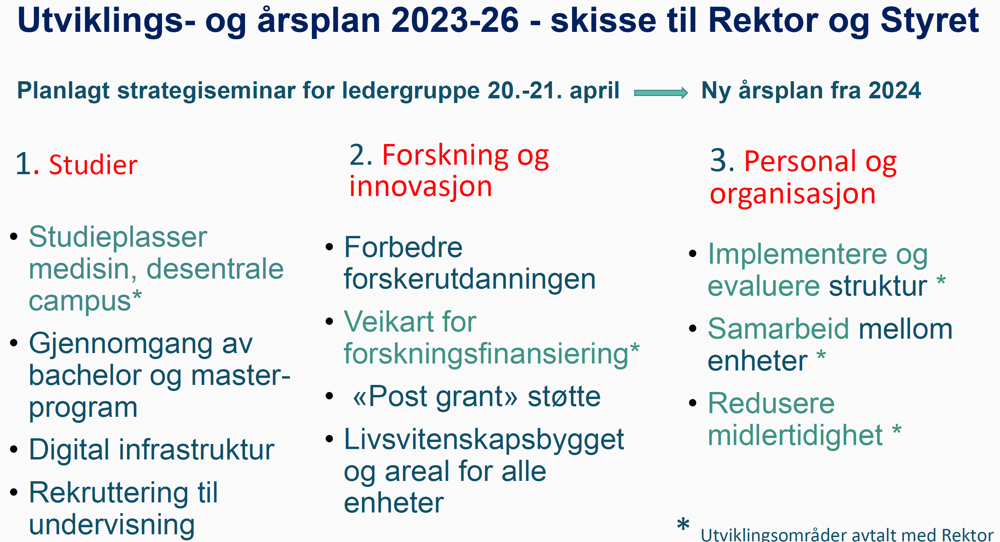 Utviklings- og årsplan 2023-26 - skisse til Rektor og Styret
Planlagt strategiseminar for ledergruppe 20.-21. april
Ny årsplan fra 2024
1. Studier
• Studieplasser
medisin, desentrale
campus*
• Gjennomgang av
bachelor og master-
program
• Digital infrastruktur
• Rekruttering til
undervisning
2. Forskning og
innovasjon
• Forbedre
forskerutdanningen
• Veikart for
forskningsfinansiering*
• «Post grant» støtte
• Livsvitenskapsbygget
og areal for alle
enheter
3. Personal og
organisasjon
• Implementere og
evaluere struktur *
• Samarbeid mellom
enheter *
• Redusere
midlertidighet *
* Utviklingsområder avtalt med Rektor